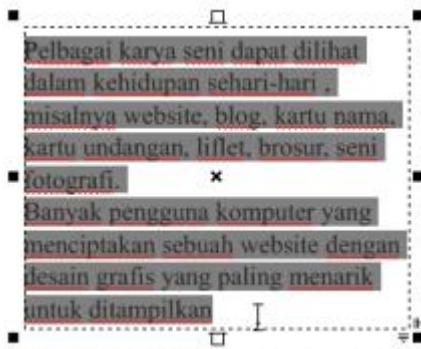 Pelbagai karya seni dapat dilihat
dalam kehidupan sehari-hari ,
misalnya website, blog, kartu nama,
kartu undangan, liflet, brosur, seni
fotografi.
Banyak pengguna komputer yang
menciptakan sebuah website dengan
desain grafis yang paling menarik
untuk ditampilkan